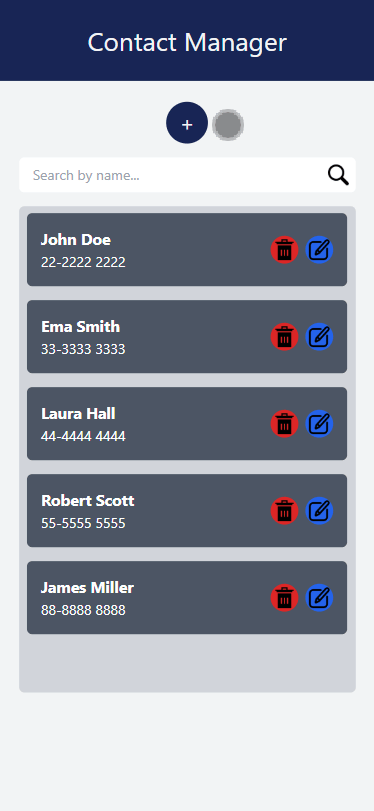 Contact Manager
+
Search by name...
John Doe
22-2222 2222
Ema Smith
33-3333 3333
Laura Hall
44-4444 4444
Robert Scott
55-5555 5555
James Miller
88-8888 8888